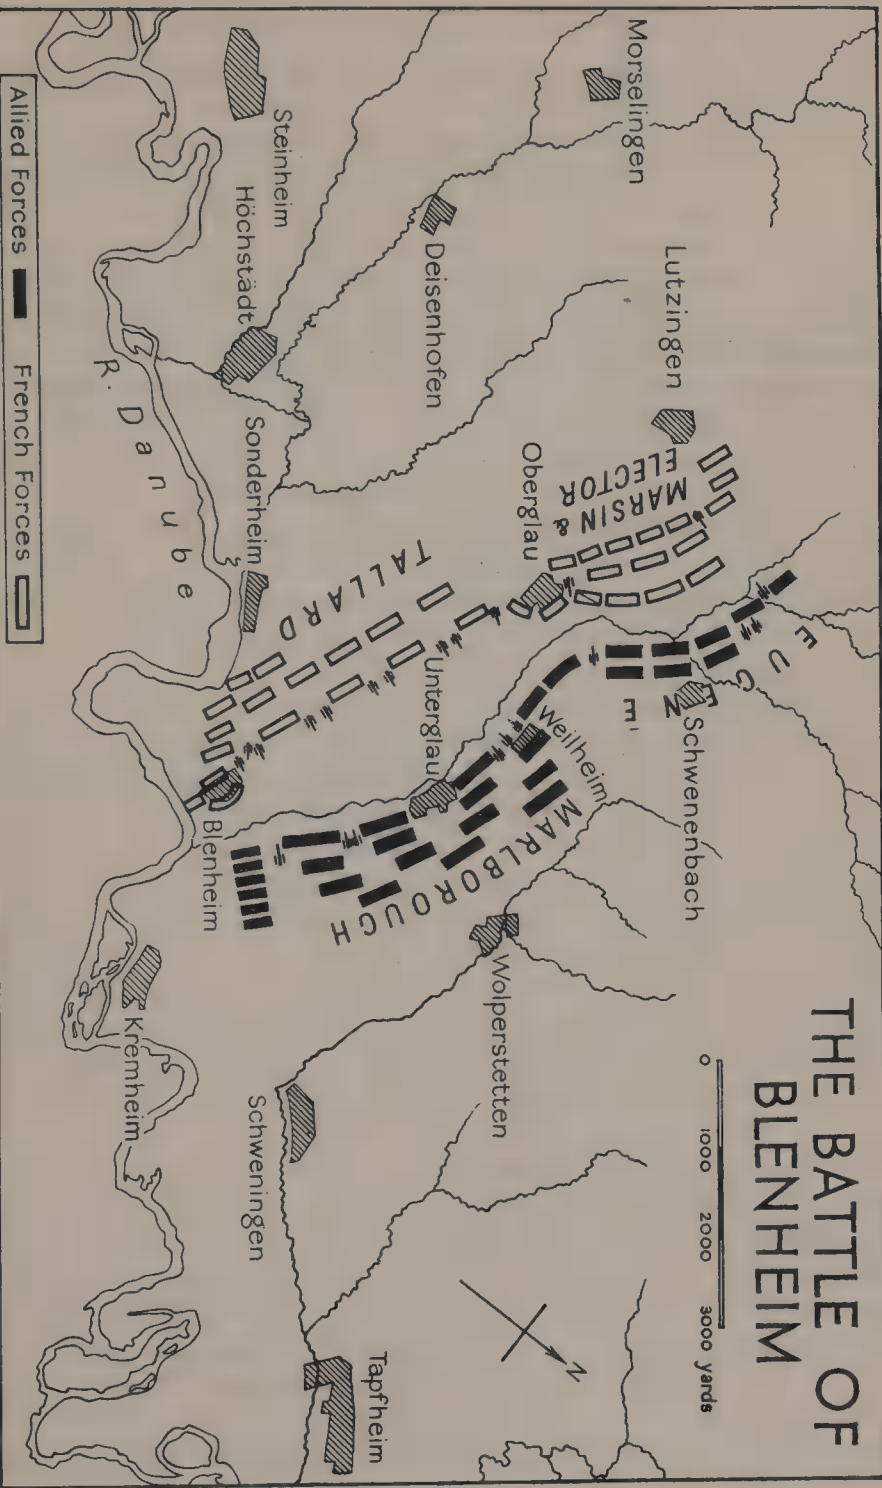 THE BATTLE OF
BLENHEIM
0 1000 2000 3000 yards
N
Morselingen
Lutzingen
Schwenenbach
EUGENE
MARSIN &
ELECTOR
Deisenhofen
Oberglau
Weilheim
Wolperstetten
Steinheim
Höchstädt
TALLARD
Unterglau
MARLBOROUGH
Sonderheim
Blenheim
Schweningen
Tapfheim
Kremheim
R. Danube
Allied Forces
French Forces